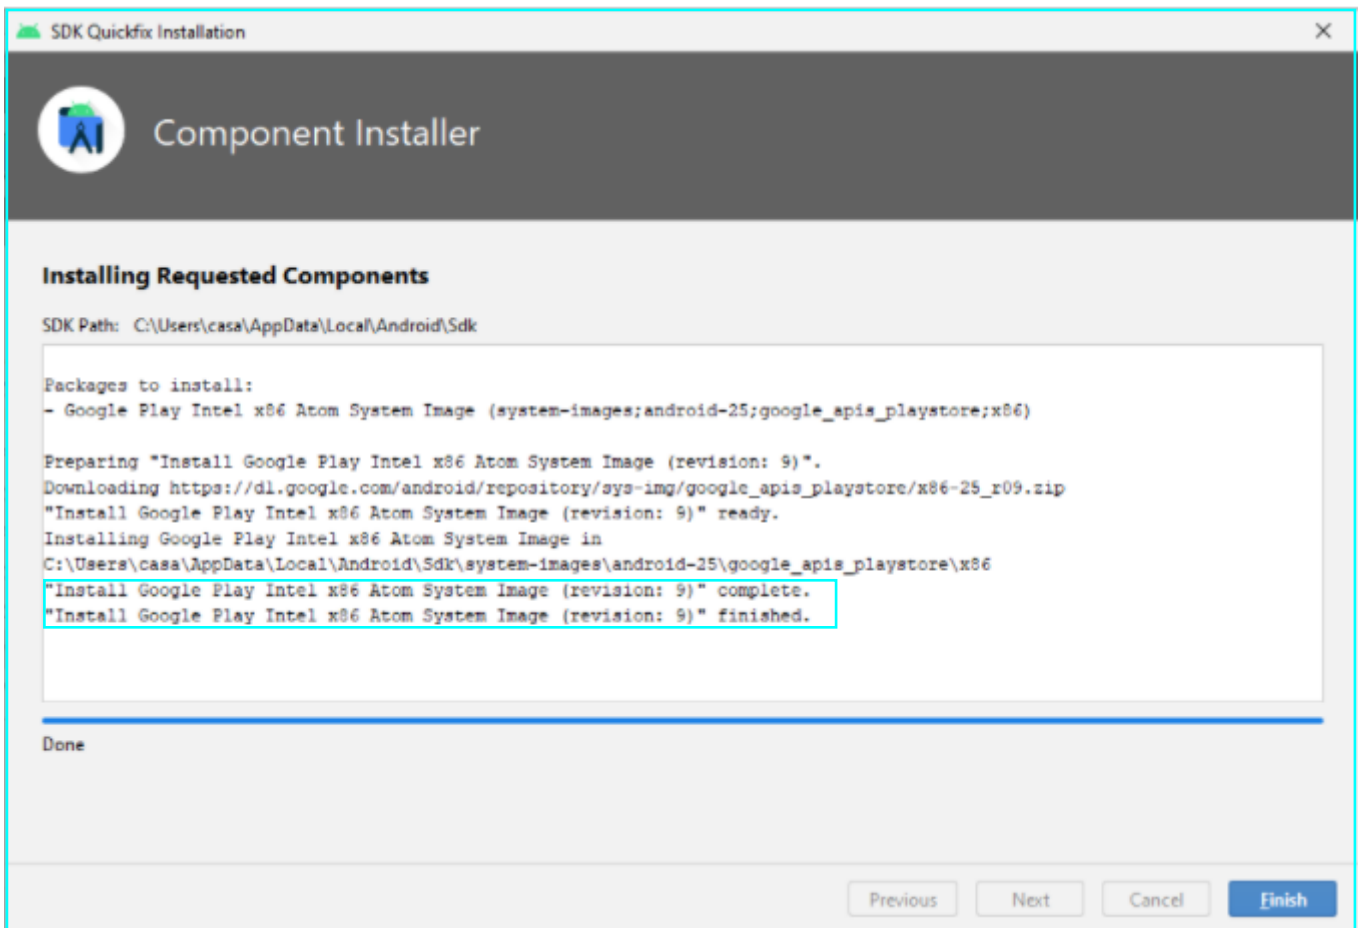 SDK Quickfix Installation
Component Installer
Installing Requested Components
SDK Path: C:\Users\casa\AppData\Local\Android\Sdk
Packages to install:
- Google Play Intel x86 Atom System Image (system-images;android-25;google_apis_playstore;x86)
Preparing "Install Google Play Intel x86 Atom System Image (revision: 9)".
Downloading https://dl.google.com/android/repository/sys-img/google_apis_playstore/x86-25_r09.zip
"Install Google Play Intel x86 Atom System Image (revision: 9)" ready.
Installing Google Play Intel x86 Atom System Image in
C:\Users\casa\AppData\Local\Android\Sdk\system-images\android-25\google_apis_playstore\x86
"Install Google Play Intel x86 Atom System Image (revision: 9)" complete.
"Install Google Play Intel x86 Atom System Image (revision: 9)" finished.
Done
Previous Next Cancel Finish